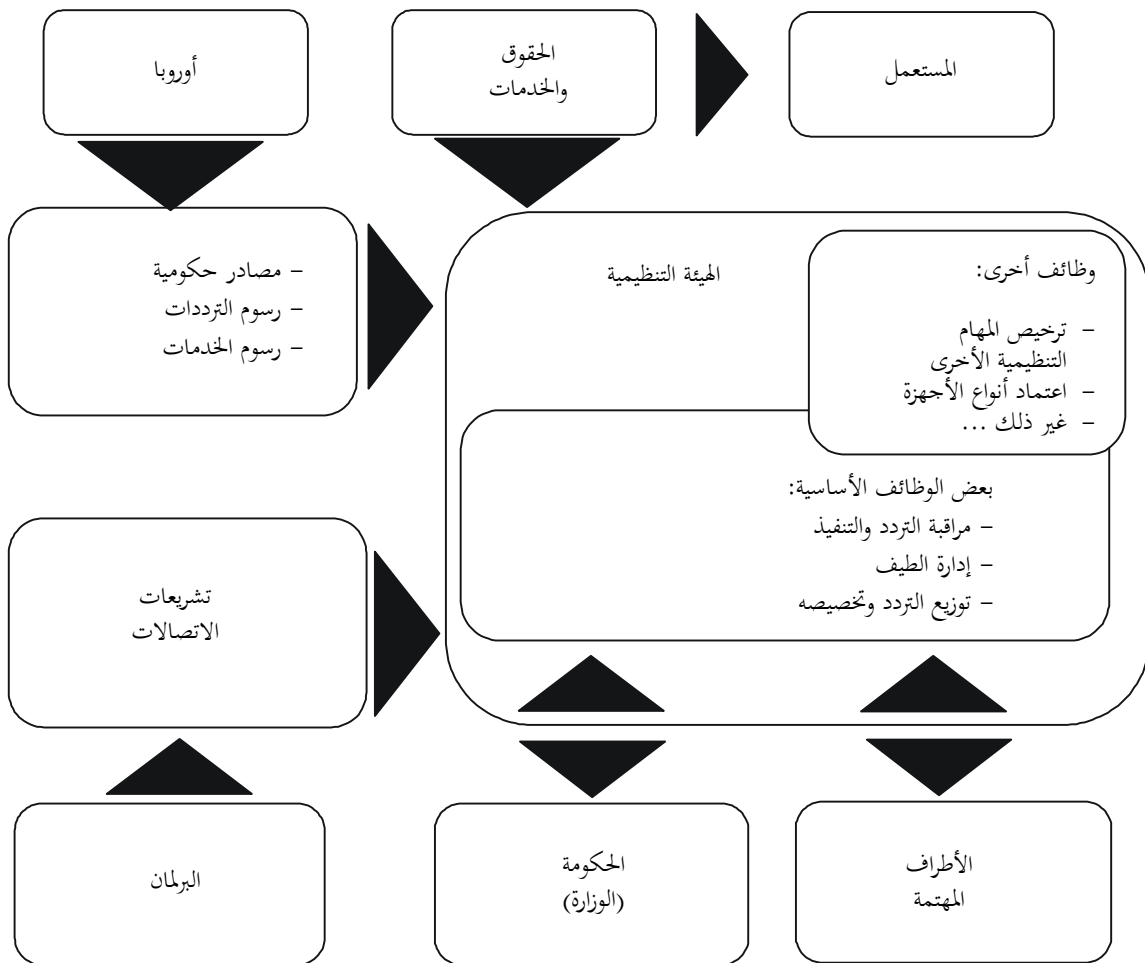 أوروبا
الحقوق
والخدمات
المستعمل
– مصادر حكومية
– رسوم الترددات
– رسوم الخدمات
الهيئة التنظيمية
وظائف أخرى:
– ترخيص المهام
التنظيمية الأخرى
– اعتماد أنواع الأجهزة
– غير ذلك ...
بعض الوظائف الأساسية:
– مراقبة التردد والتنفيذ
– إدارة الطيف
– توزيع التردد وتخصيصه
تشريعات
الاتصالات
البرلمان
الحكومة
(الوزارة)
الأطراف
المهتمة